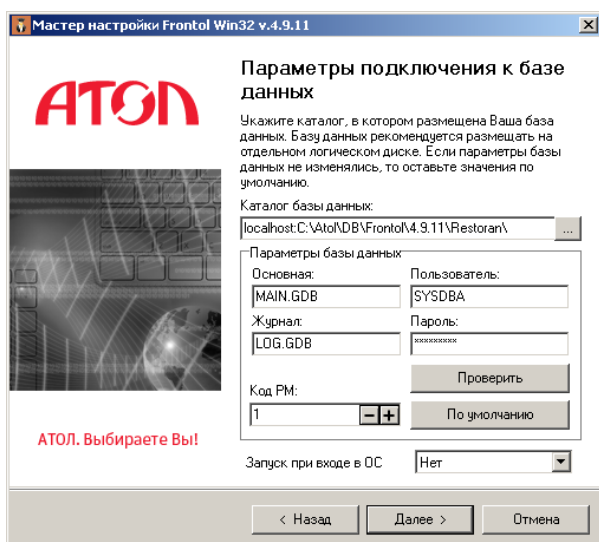 Мастер настройки Frontol Win32 v.4.9.11
АТОЛ
Параметры подключения к базе
данных
Укажите каталог, в котором размещена Ваша база
данных. Базу данных рекомендуется размещать на
отдельном логическом диске. Если параметры базы
данных не изменялись, то оставьте значения по
умолчанию.
Каталог базы данных:
localhost:C:\Atol\DB\Frontol\4.9.11\Restoran\ ...
Параметры базы данных
Основная: Пользователь:
MAIN.GDB SYSDBA
Журнал: Пароль:
LOG.GDB *********
Проверить
Код РМ:
1 − + По умолчанию
АТОЛ. Выбираете Вы!
Запуск при входе в ОС Нет
< Назад Далее > Отмена